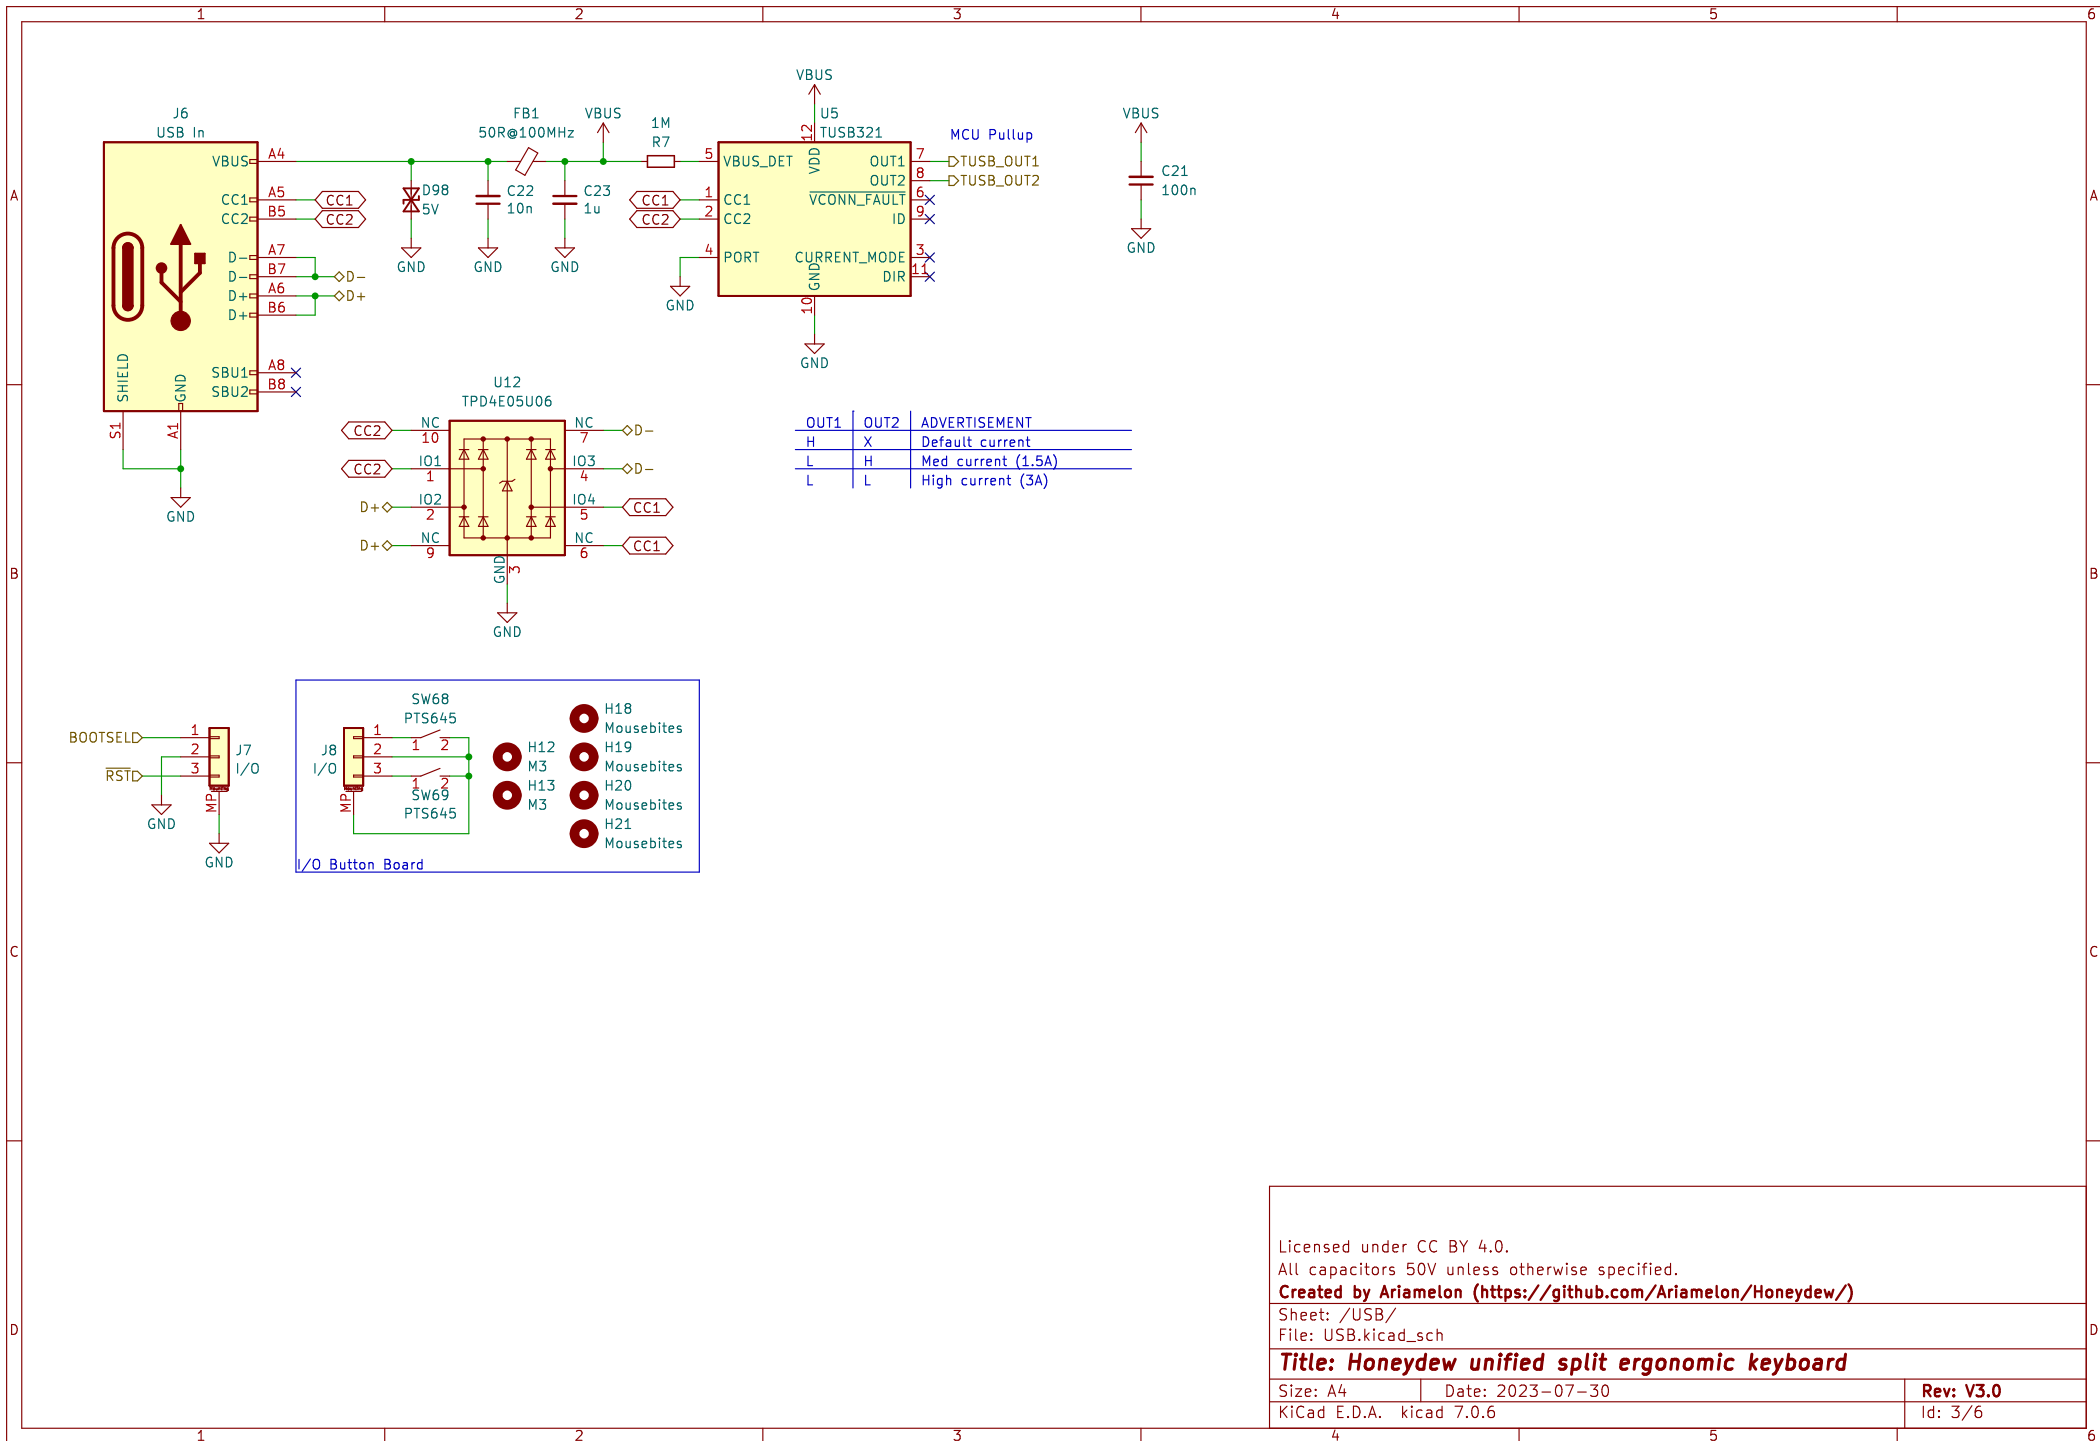 1 2 3 4 5 6
A
B
C
D
A
B
C
D
1 2 3 4 5 6
J6
USB In
VBUS A4
CC1 A5 CC1
CC2 B5 CC2
D- A7
D- B7 D-
D+ A6 D+
D+ B6
SBU1 A8
SBU2 B8
SHIELD GND
S1 A1
GND
D98
5V
GND
C22
10n
GND
FB1
50R@100MHz
C23
1u
GND
VBUS
1M
R7
VBUS
U5
TUSB321
12
VDD
5 VBUS_DET
CC1 1 CC1
CC2 2 CC2
4 PORT
GND
OUT1 7 TUSB_OUT1
OUT2 8 TUSB_OUT2
VCONN_FAULT 6
ID 9
CURRENT_MODE 3
DIR 11
GND
10
GND
MCU Pullup
VBUS
C21
100n
GND
U12
TPD4E05U06
CC2 NC 10
CC2 IO1 1
D+ IO2 2
D+ NC 9
NC 7 D-
IO3 4 D-
IO4 5 CC1
NC 6 CC1
GND 3
GND
OUT1 OUT2 ADVERTISEMENT
H X Default current
L H Med current (1.5A)
L L High current (3A)
BOOTSEL 1
2
RST 3
J7
I/O
MP
GND
GND
J8
I/O
1
2
3
MP
SW68
PTS645
1 2
1 2
SW69
PTS645
H12
M3
H13
M3
H18
Mousebites
H19
Mousebites
H20
Mousebites
H21
Mousebites
I/O Button Board
Licensed under CC BY 4.0.
All capacitors 50V unless otherwise specified.
Created by Ariamelon (https://github.com/Ariamelon/Honeydew/)
Sheet: /USB/
File: USB.kicad_sch
Title: Honeydew unified split ergonomic keyboard
Size: A4 Date: 2023-07-30 Rev: V3.0
KiCad E.D.A. kicad 7.0.6 Id: 3/6